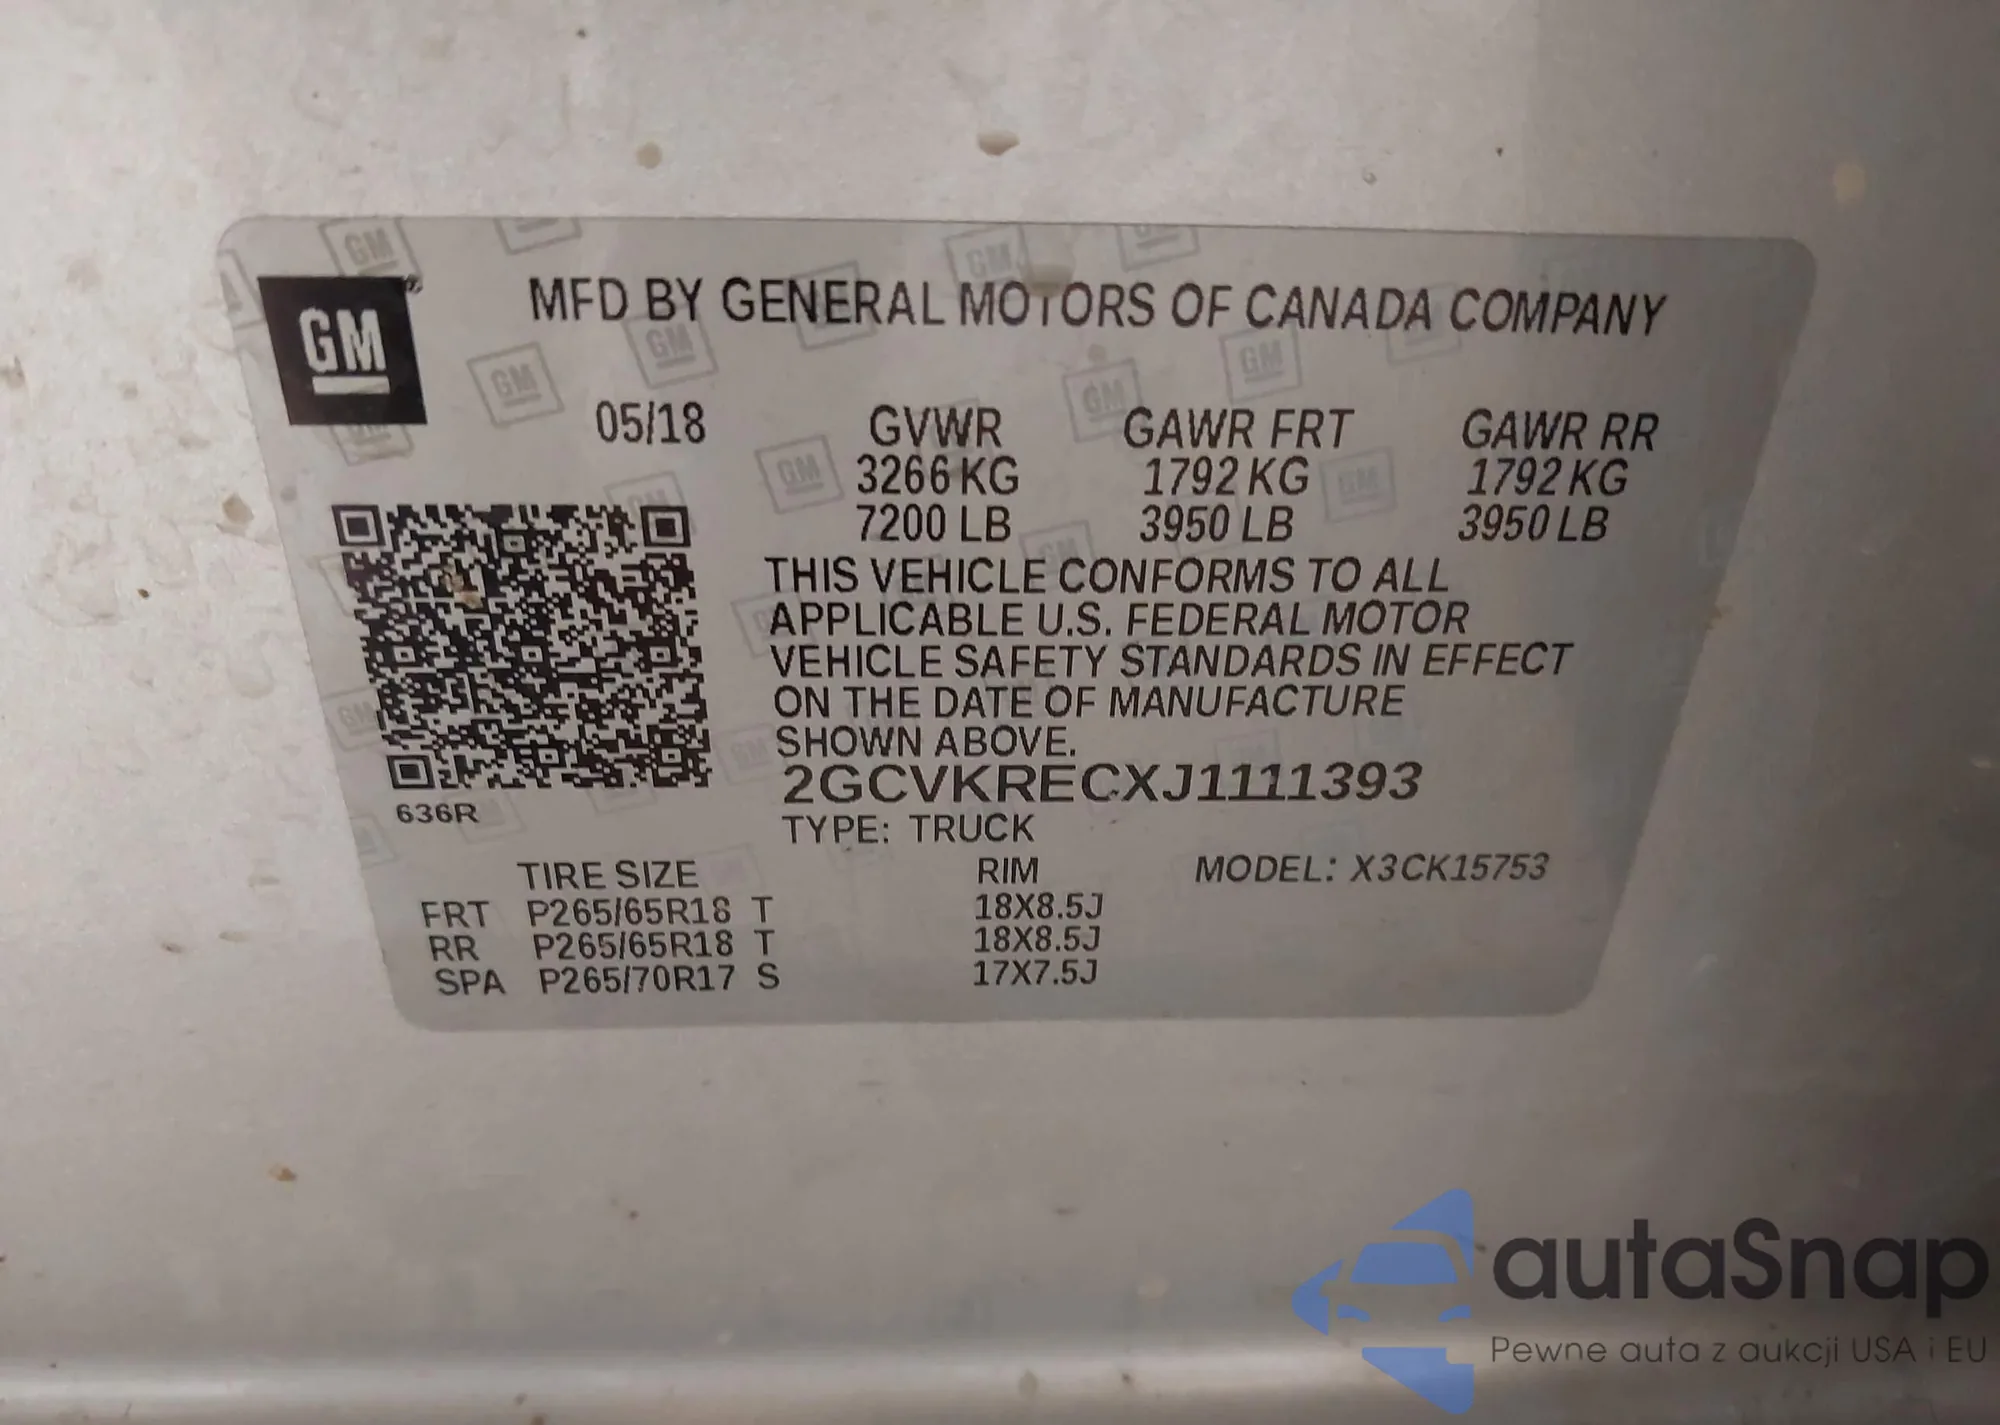 GM
MFD BY GENERAL MOTORS OF CANADA COMPANY
05/18 GVWR GAWR FRT GAWR RR
3266 KG 1792 KG 1792 KG
7200 LB 3950 LB 3950 LB
THIS VEHICLE CONFORMS TO ALL
APPLICABLE U.S. FEDERAL MOTOR
VEHICLE SAFETY STANDARDS IN EFFECT
ON THE DATE OF MANUFACTURE
SHOWN ABOVE.
2GCVKRECXJ1111393
636R
TYPE: TRUCK
TIRE SIZE RIM MODEL: X3CK15753
FRT P265/65R18 T 18X8.5J
RR P265/65R18 T 18X8.5J
SPA P265/70R17 S 17X7.5J
autaSnap
Pewne auta z aukcji USA i EU